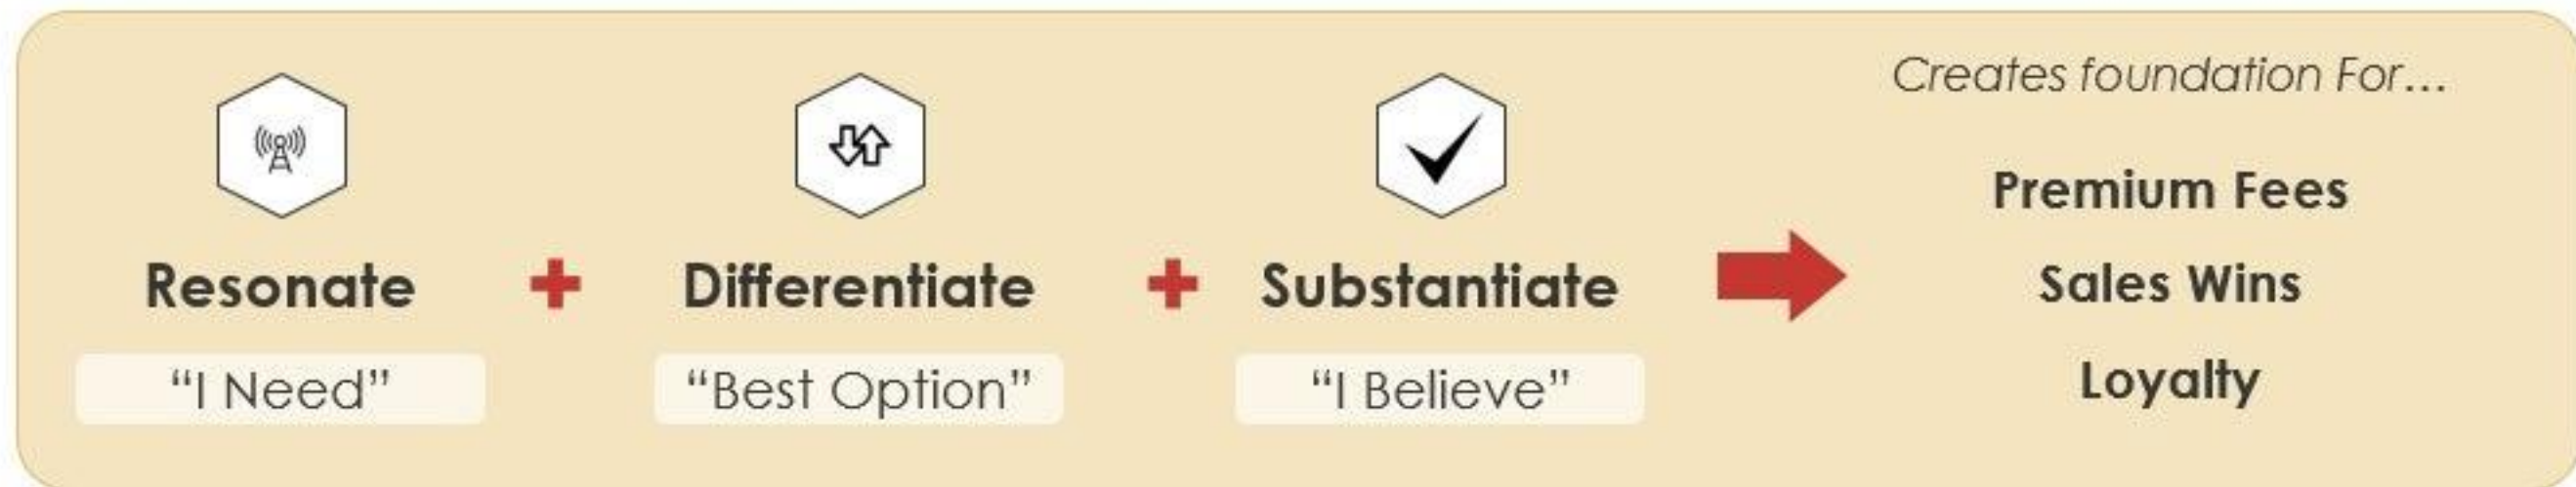 Resonate
“I Need”
Differentiate
“Best Option”
Substantiate
“I Believe”
Creates foundation For...
Premium Fees
Sales Wins
Loyalty